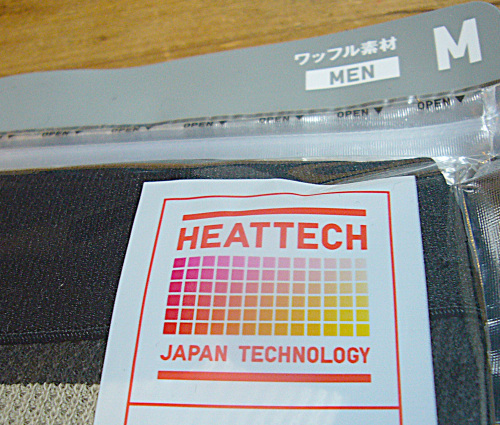 ワッフル素材
MEN
M
OPEN▼ OPEN▼ OPEN▼ OPEN▼
HEATTECH
JAPAN TECHNOLOGY